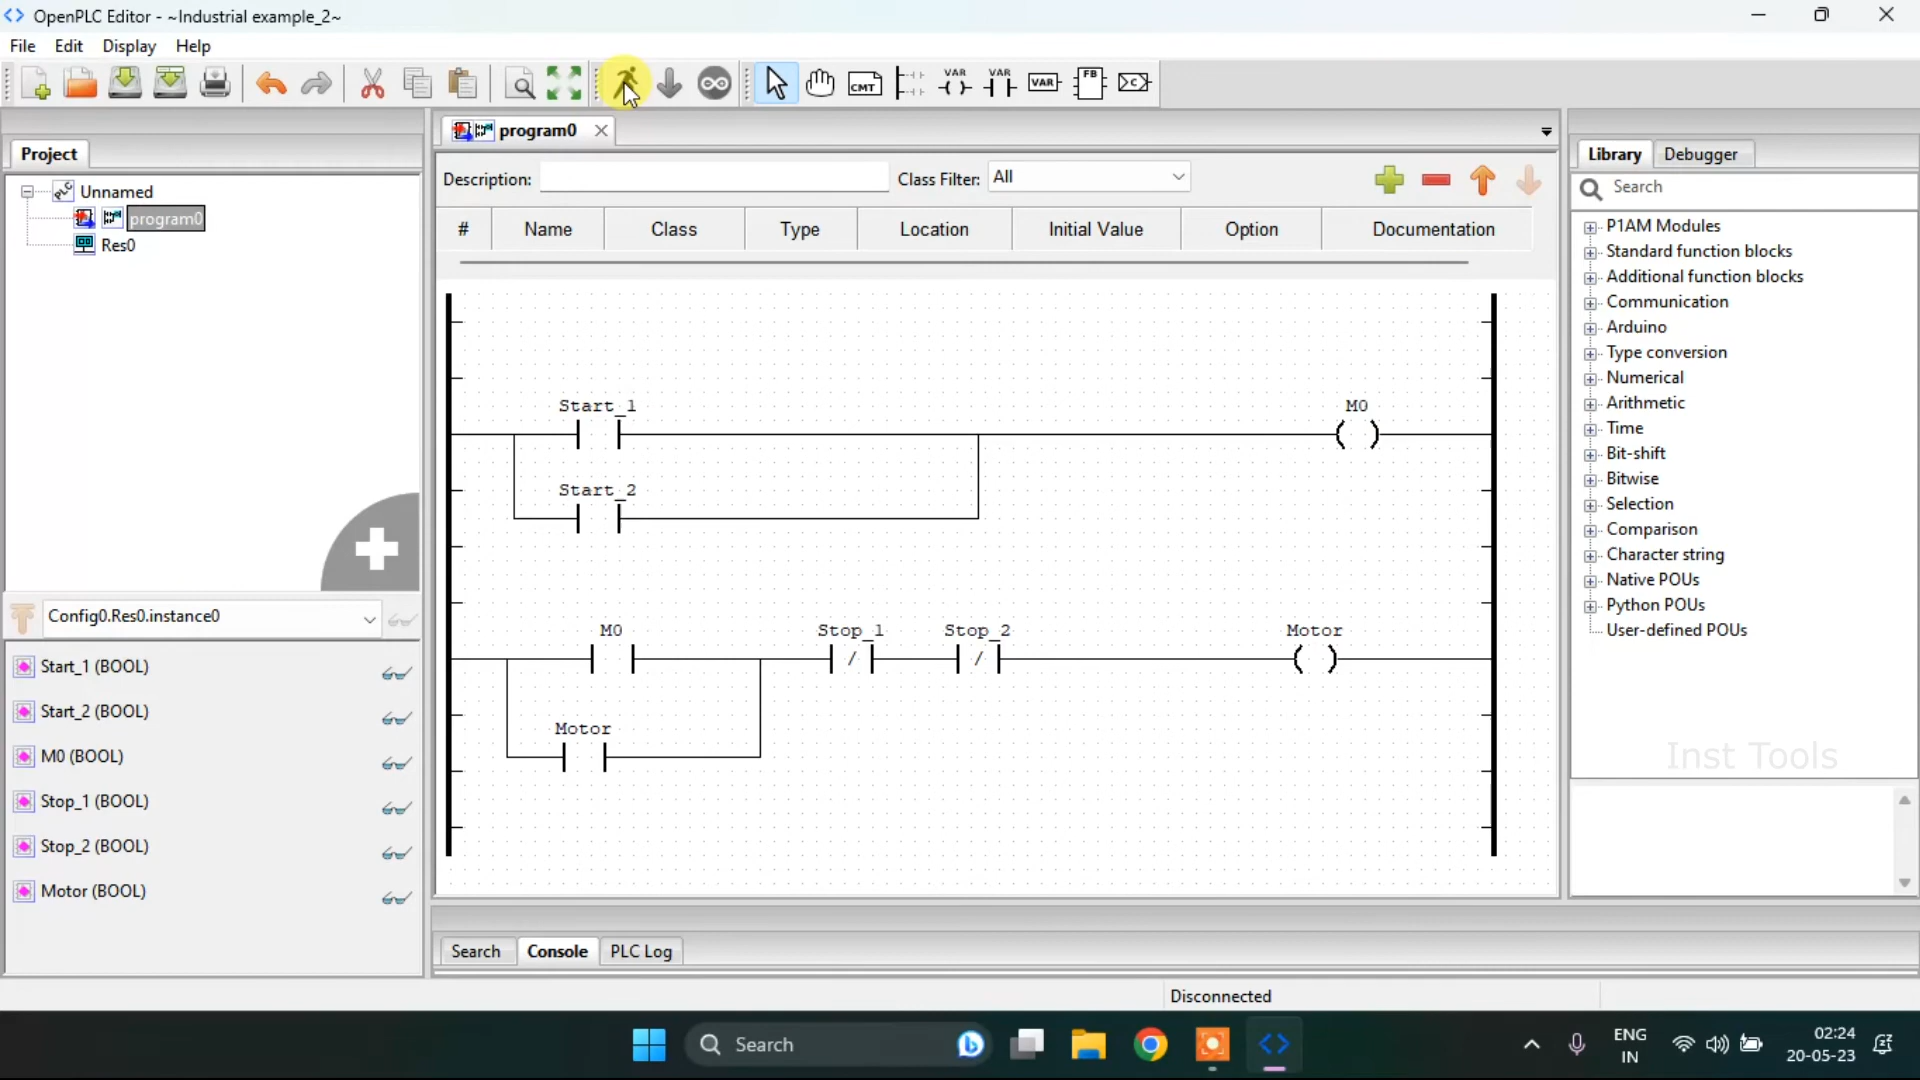 OpenPLC Editor - ~Industrial example_2~
File Edit Display Help
CMT VAR VAR VAR FB
Project
Unnamed
program0
Res0
Config0.Res0.instance0
Start_1 (BOOL)
Start_2 (BOOL)
M0 (BOOL)
Stop_1 (BOOL)
Stop_2 (BOOL)
Motor (BOOL)
program0
Description: Class Filter: All
# Name Class Type Location Initial Value Option Documentation
Start_1 M0
Start_2
M0 Stop_1 Stop_2 Motor
Motor
Search Console PLC Log
Library Debugger
Search
P1AM Modules
Standard function blocks
Additional function blocks
Communication
Arduino
Type conversion
Numerical
Arithmetic
Time
Bit-shift
Bitwise
Selection
Comparison
Character string
Native POUs
Python POUs
User-defined POUs
Inst Tools
Disconnected
Search
ENG
IN
02:24
20-05-23